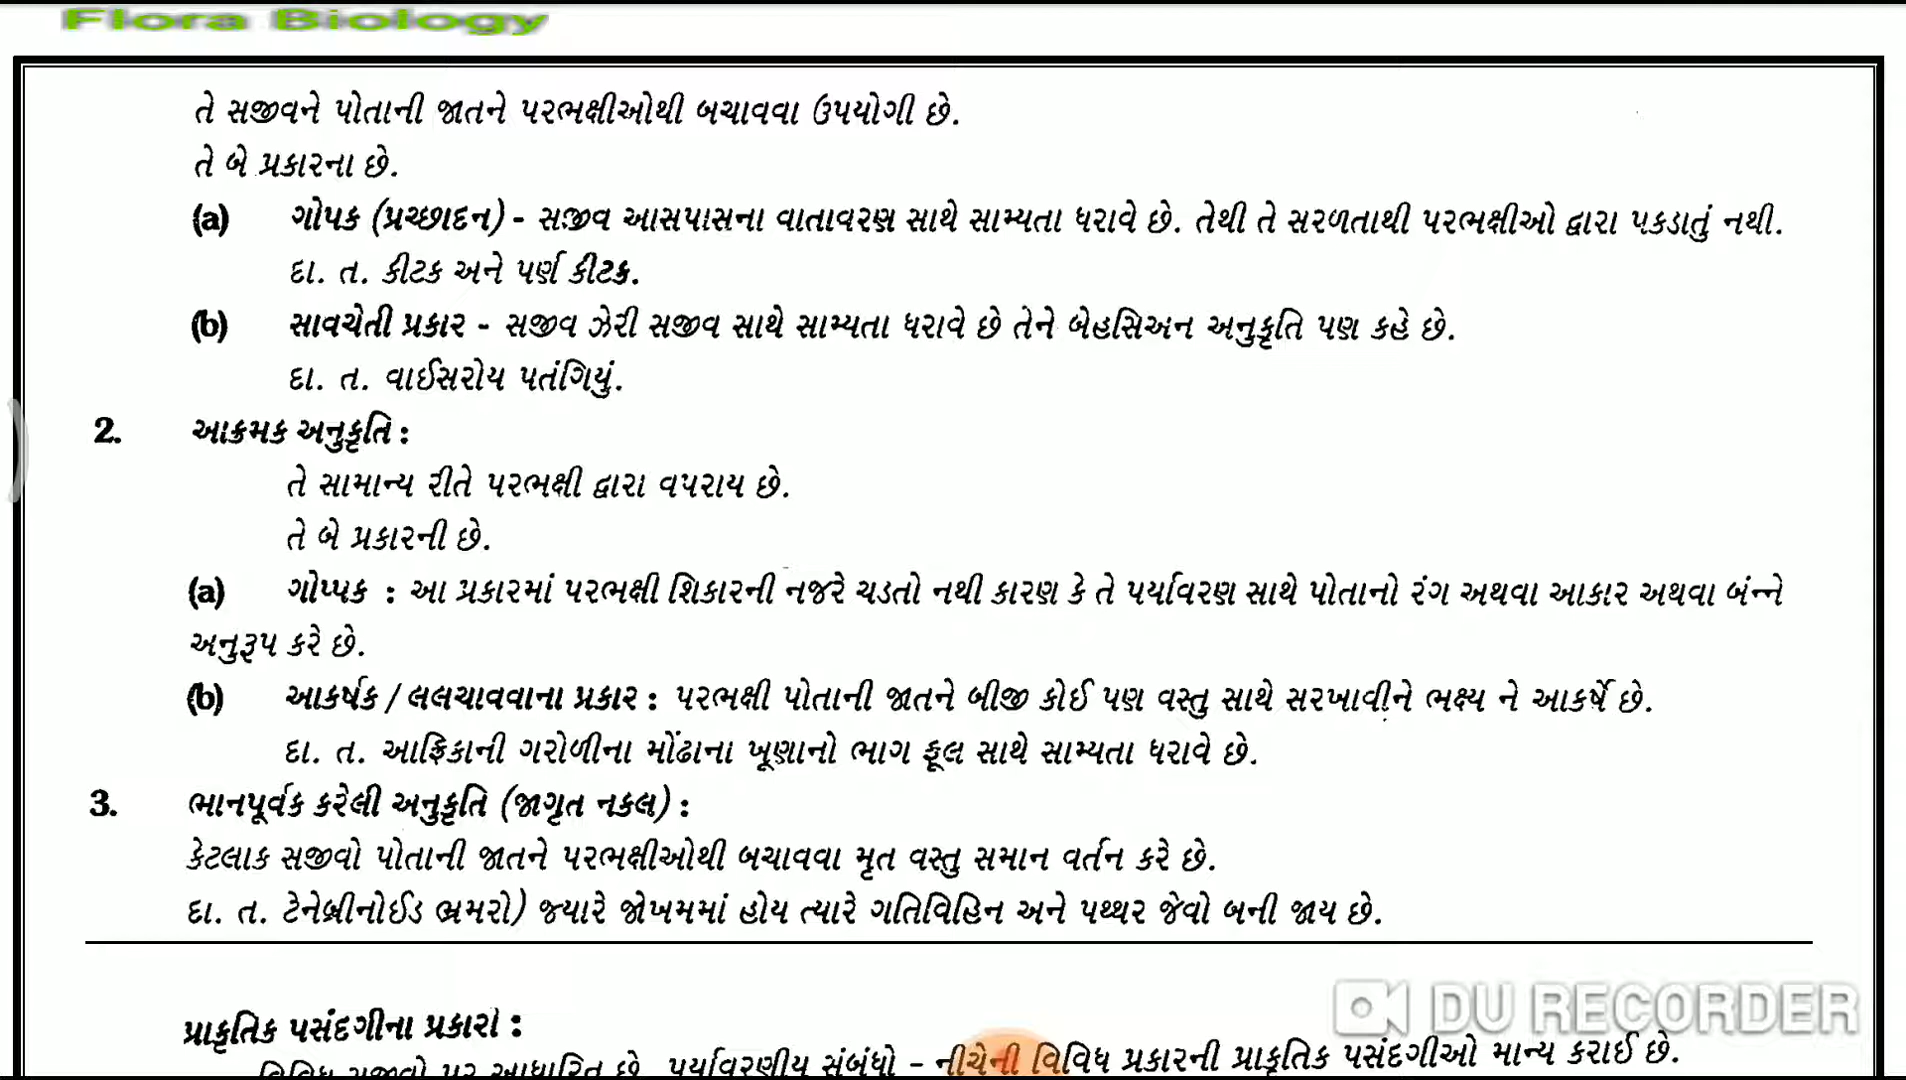 Flora Biology
તે સજીવને પોતાની જાતને પરભક્ષીઓથી બચાવવા ઉપયોગી છે.
તે બે પ્રકારના છે.
(a) ગોપક (પ્રચ્છાદન) - સજીવ આસપાસના વાતાવરણ સાથે સામ્યતા ધરાવે છે. તેથી તે સરળતાથી પરભક્ષીઓ દ્વારા પકડાતું નથી.
દા. ત. કીટક અને પર્ણ કીટક.
(b) સાવચેતી પ્રકાર - સજીવ ઝેરી સજીવ સાથે સામ્યતા ધરાવે છે તેને બેહસિઅન અનુકૃતિ પણ કહે છે.
દા. ત. વાઈસરોય પતંગિયું.
2. આક્રમક અનુકૃતિ :
તે સામાન્ય રીતે પરભક્ષી દ્વારા વપરાય છે.
તે બે પ્રકારની છે.
(a) ગોપ્પક : આ પ્રકારમાં પરભક્ષી શિકારની નજરે ચડતો નથી કારણ કે તે પર્યાવરણ સાથે પોતાનો રંગ અથવા આકાર અથવા બંન્ને
અનુરૂપ કરે છે.
(b) આકર્ષક / લલચાવવાના પ્રકાર : પરભક્ષી પોતાની જાતને બીજી કોઈ પણ વસ્તુ સાથે સરખાવીને ભક્ષ્ય ને આકર્ષે છે.
દા. ત. આફ્રિકાની ગરોળીના મોંઢાના ખૂણાનો ભાગ ફૂલ સાથે સામ્યતા ધરાવે છે.
3. ભાનપૂર્વક કરેલી અનુકૃતિ (જાગૃત નકલ) :
કેટલાક સજીવો પોતાની જાતને પરભક્ષીઓથી બચાવવા મૃત વસ્તુ સમાન વર્તન કરે છે.
દા. ત. ટેનેબ્રીનોઈડ ભ્રમરો) જ્યારે જોખમમાં હોય ત્યારે ગતિવિહિન અને પથ્થર જેવો બની જાય છે.
DU RECORDER
પ્રાકૃતિક પસંદગીના પ્રકારો :
વિવિધ સજીવો પર આધારિત છે. પર્યાવરણીય સંબંધો - નીચેની વિવિધ પ્રકારની પ્રાકૃતિક પસંદગીઓ માન્ય કરાઈ છે.